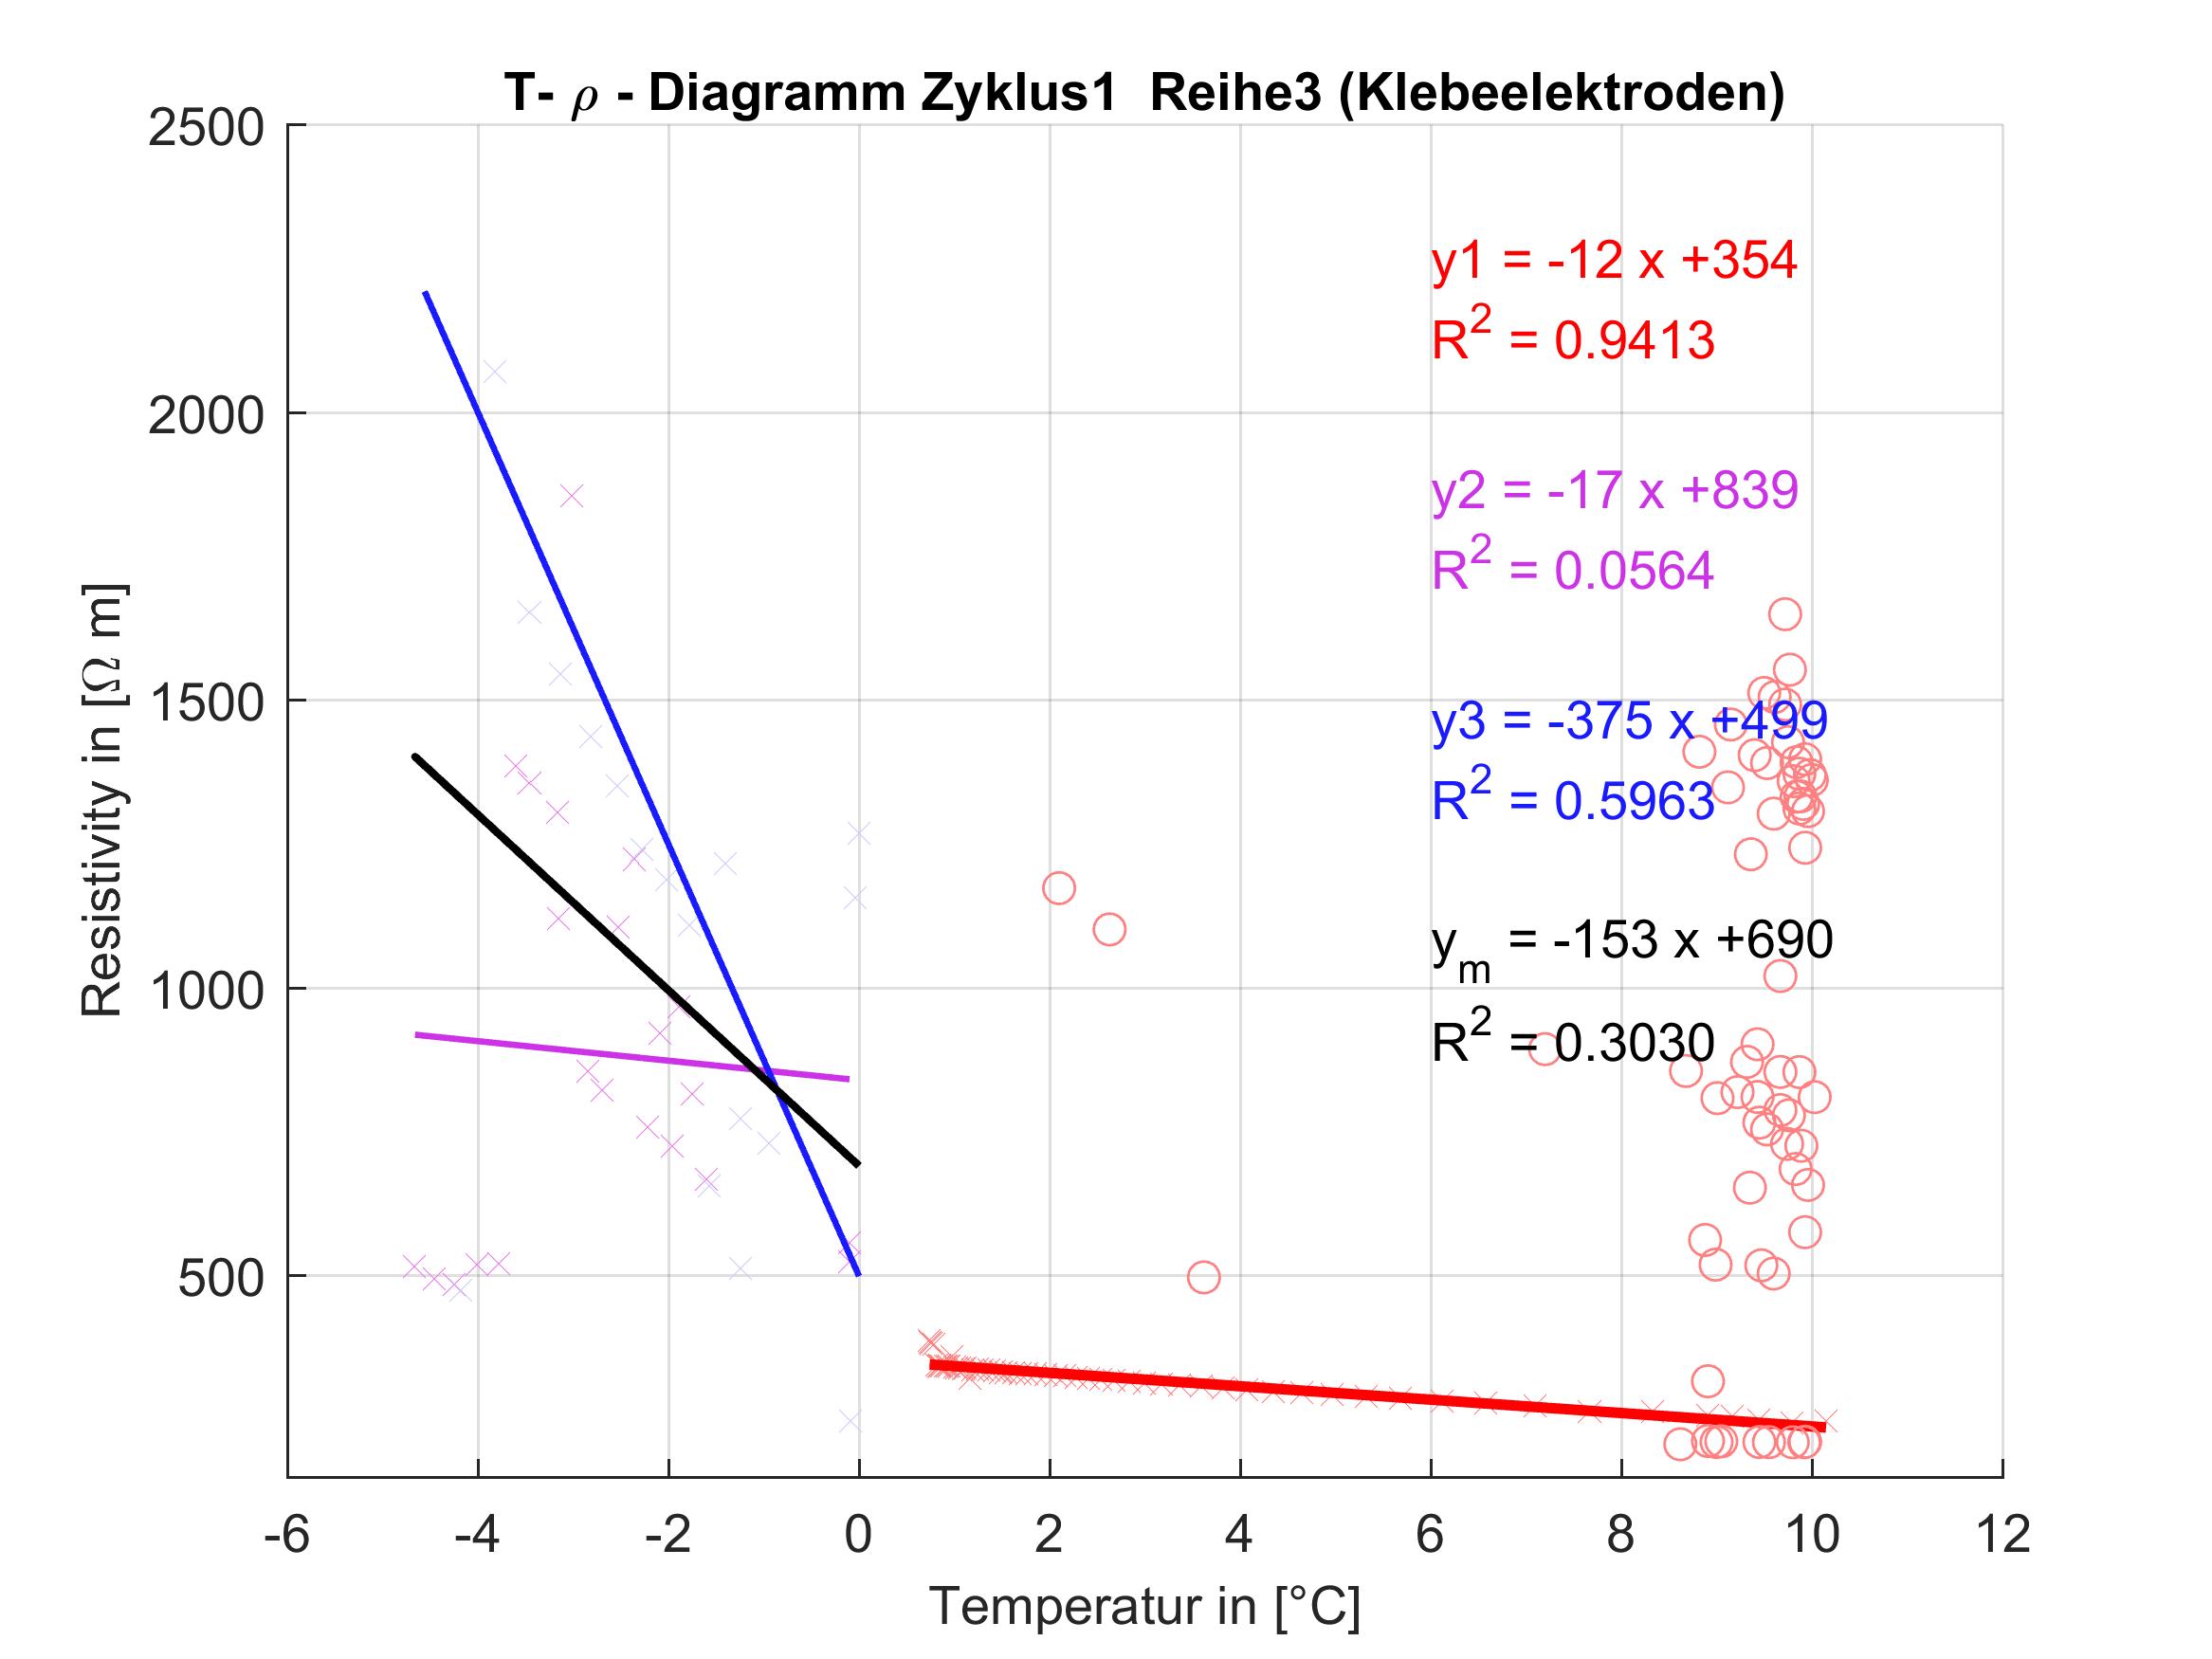 T- ρ - Diagramm Zyklus1  Reihe3 (Klebeelektroden)
2500
2000
1500
1000
500
Resistivity in [Ω m]
y1 = -12 x +354
R² = 0.9413
y2 = -17 x +839
R² = 0.0564
y3 = -375 x +499
R² = 0.5963
yₘ = -153 x +690
R² = 0.3030
-6 -4 -2 0 2 4 6 8 10 12
Temperatur in [°C]